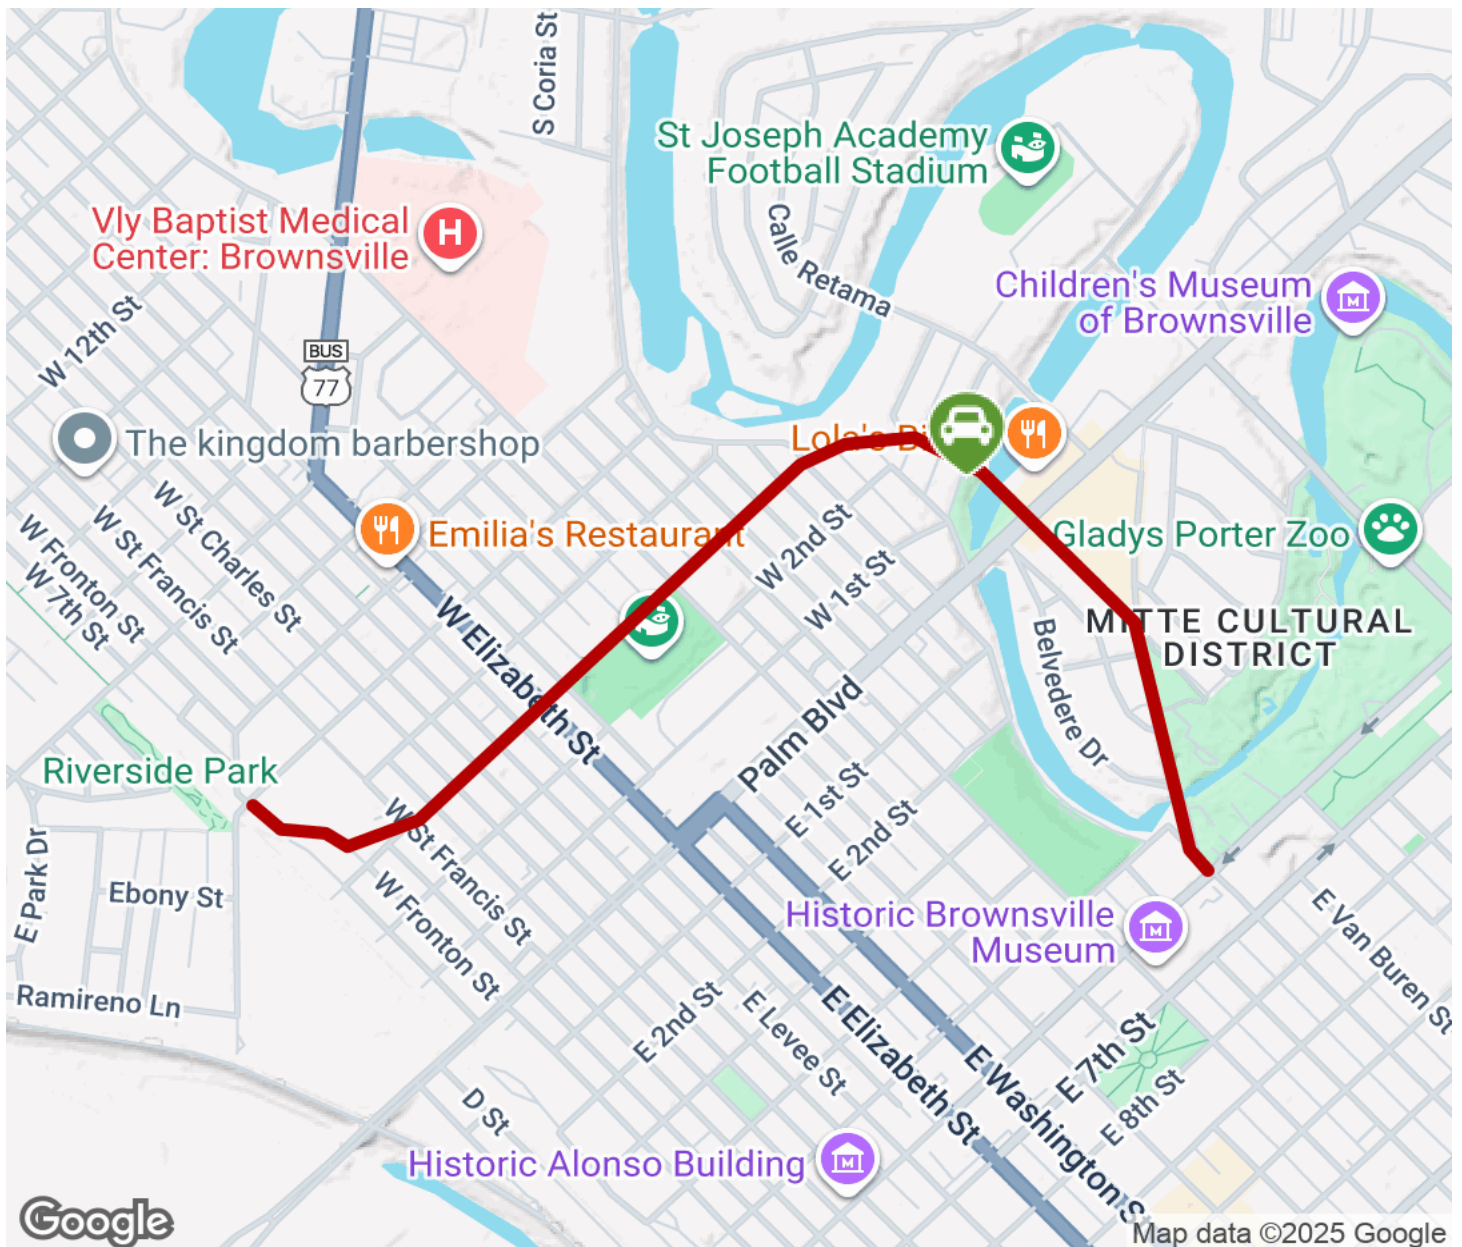 S Coria St
St Joseph Academy
Football Stadium
Vly Baptist Medical
Center: Brownsville
H
Calle Retama
Children's Museum
of Brownsville
M
W 12th St
BUS
77
The kingdom barbershop
Lola's Bi
W St Charles St
W St Francis St
W Fronton St
W 7th St
Emilia's Restaurant
W 2nd St
W 1st St
Gladys Porter Zoo
MITTE CULTURAL
DISTRICT
Belvedere Dr
W Elizabeth St
Palm Blvd
Riverside Park
E 1st St
E 2nd St
W St Francis St
W Fronton St
E Park Dr
Ebony St
Historic Brownsville
Museum
M
E Van Buren St
Ramireno Ln
E 2nd St
E Levee St
E Elizabeth St
E Washington St
E 7th St
E 8th St
D St
Historic Alonso Building
M
Google
Map data ©2025 Google